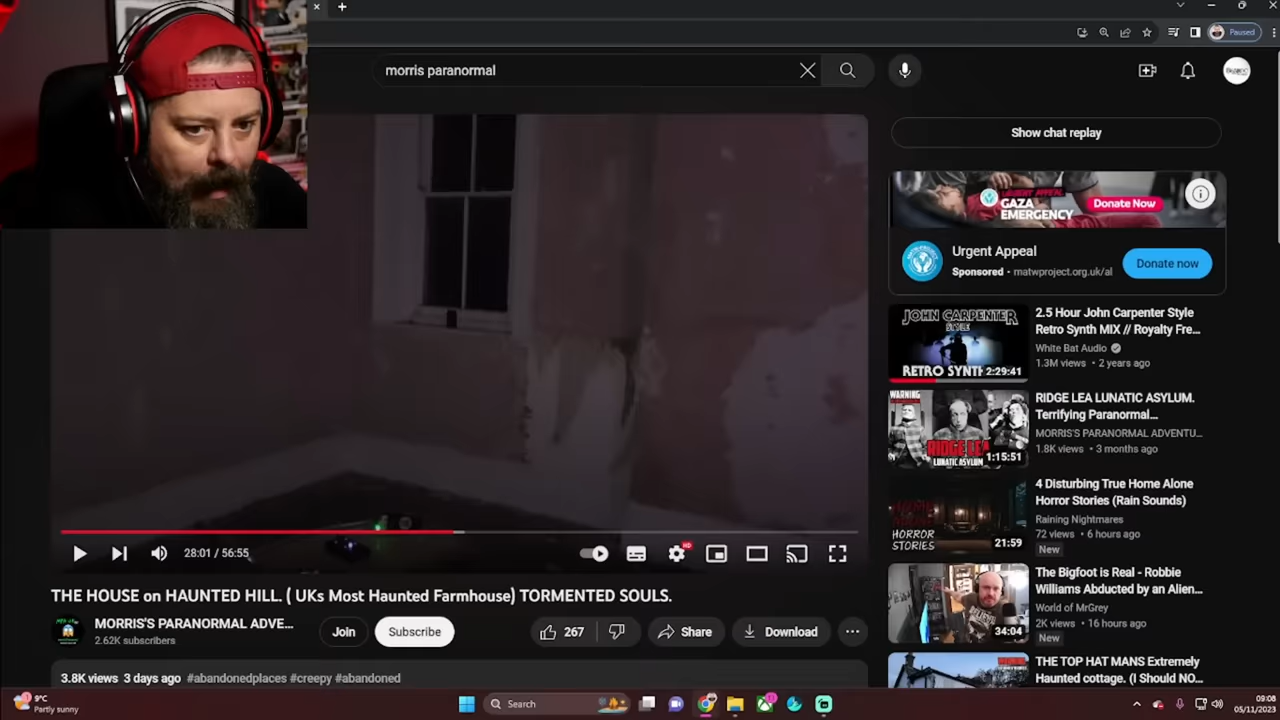 Paused
morris paranormal
Show chat replay
URGENT APPEAL
GAZA
EMERGENCY
Donate Now
Urgent Appeal
Sponsored • matwproject.org.uk/al
Donate now
JOHN CARPENTER
STYLE
RETRO SYNTH
2:29:41
2.5 Hour John Carpenter Style
Retro Synth MIX // Royalty Fre...
White Bat Audio
1.3M views • 2 years ago
WARNING
RIDGE LEA
LUNATIC ASYLUM
1:15:51
RIDGE LEA LUNATIC ASYLUM.
Terrifying Paranormal...
MORRIS'S PARANORMAL ADVENTU...
1.8K views • 3 months ago
HORROR
STORIES
21:59
4 Disturbing True Home Alone
Horror Stories (Rain Sounds)
Raining Nightmares
72 views • 6 hours ago
New
34:04
The Bigfoot is Real - Robbie
Williams Abducted by an Alien...
World of MrGrey
2K views • 16 hours ago
New
THE TOP HAT MANS Extremely
Haunted cottage. (I Should NO...
28:01 / 56:55
HD
THE HOUSE on HAUNTED HILL. ( UKs Most Haunted Farmhouse) TORMENTED SOULS.
MORRIS'S PARANORMAL ADVE...
2.62K subscribers
Join
Subscribe
267
Share
Download
3.8K views 3 days ago #abandonedplaces #creepy #abandoned
9°C
Partly sunny
Search
09:08
05/11/2023